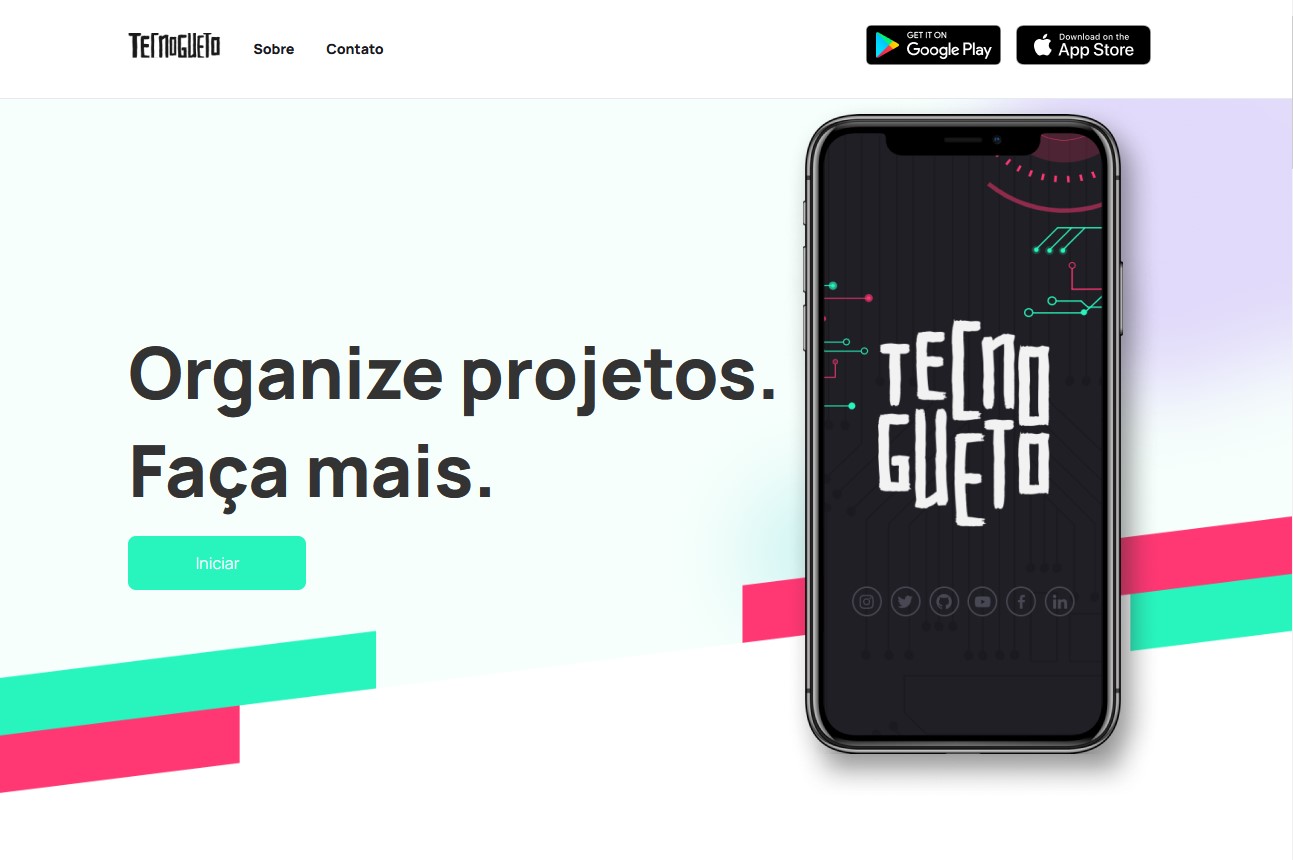 TECNOGUETO
Sobre
Contato
GET IT ON
Google Play
Download on the
App Store
Organize projetos.
Faça mais.
Iniciar
TECNO
GUETO